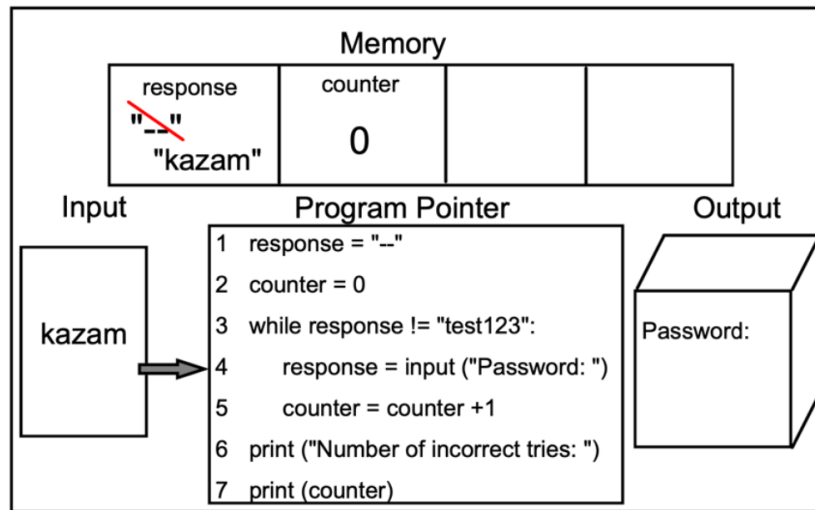 Memory
response
counter
"--"
"kazam"
0
Input
Program Pointer
Output
kazam
1 response = "--"
2 counter = 0
3 while response != "test123":
4 response = input ("Password: ")
5 counter = counter +1
6 print ("Number of incorrect tries: ")
7 print (counter)
Password: